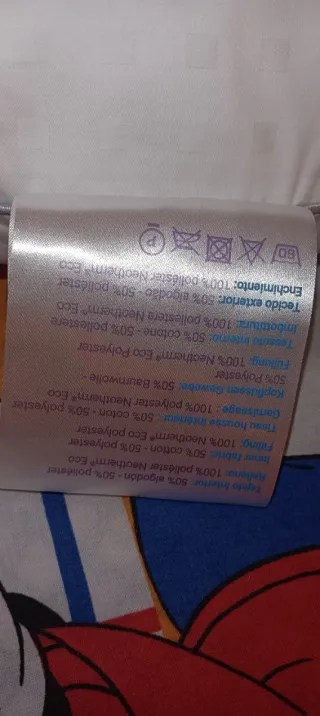 Tejido interior: 50% algodón - 50% poliéster
Relleno: 100% poliéster Neotherm® Eco
Inner fabric: 50% cotton - 50% polyester
Filling: 100% Neotherm® Eco polyester
Tissu housse intérieur : 50% coton - 50% polyester
Garnissage : 100% polyester Neotherm® Eco
Kopfkissen Gewebe: 50% Baumwolle -
50% Polyester
Füllung: 100% Neotherm® Eco Polyester
Tessuto esterno: 50% cotone - 50% poliestere
Imbottitura: 100% poliestere Neotherm® Eco
Tecido exterior: 50% algodão - 50% poliéster
Enchimento: 100% poliéster Neotherm® Eco
60 P